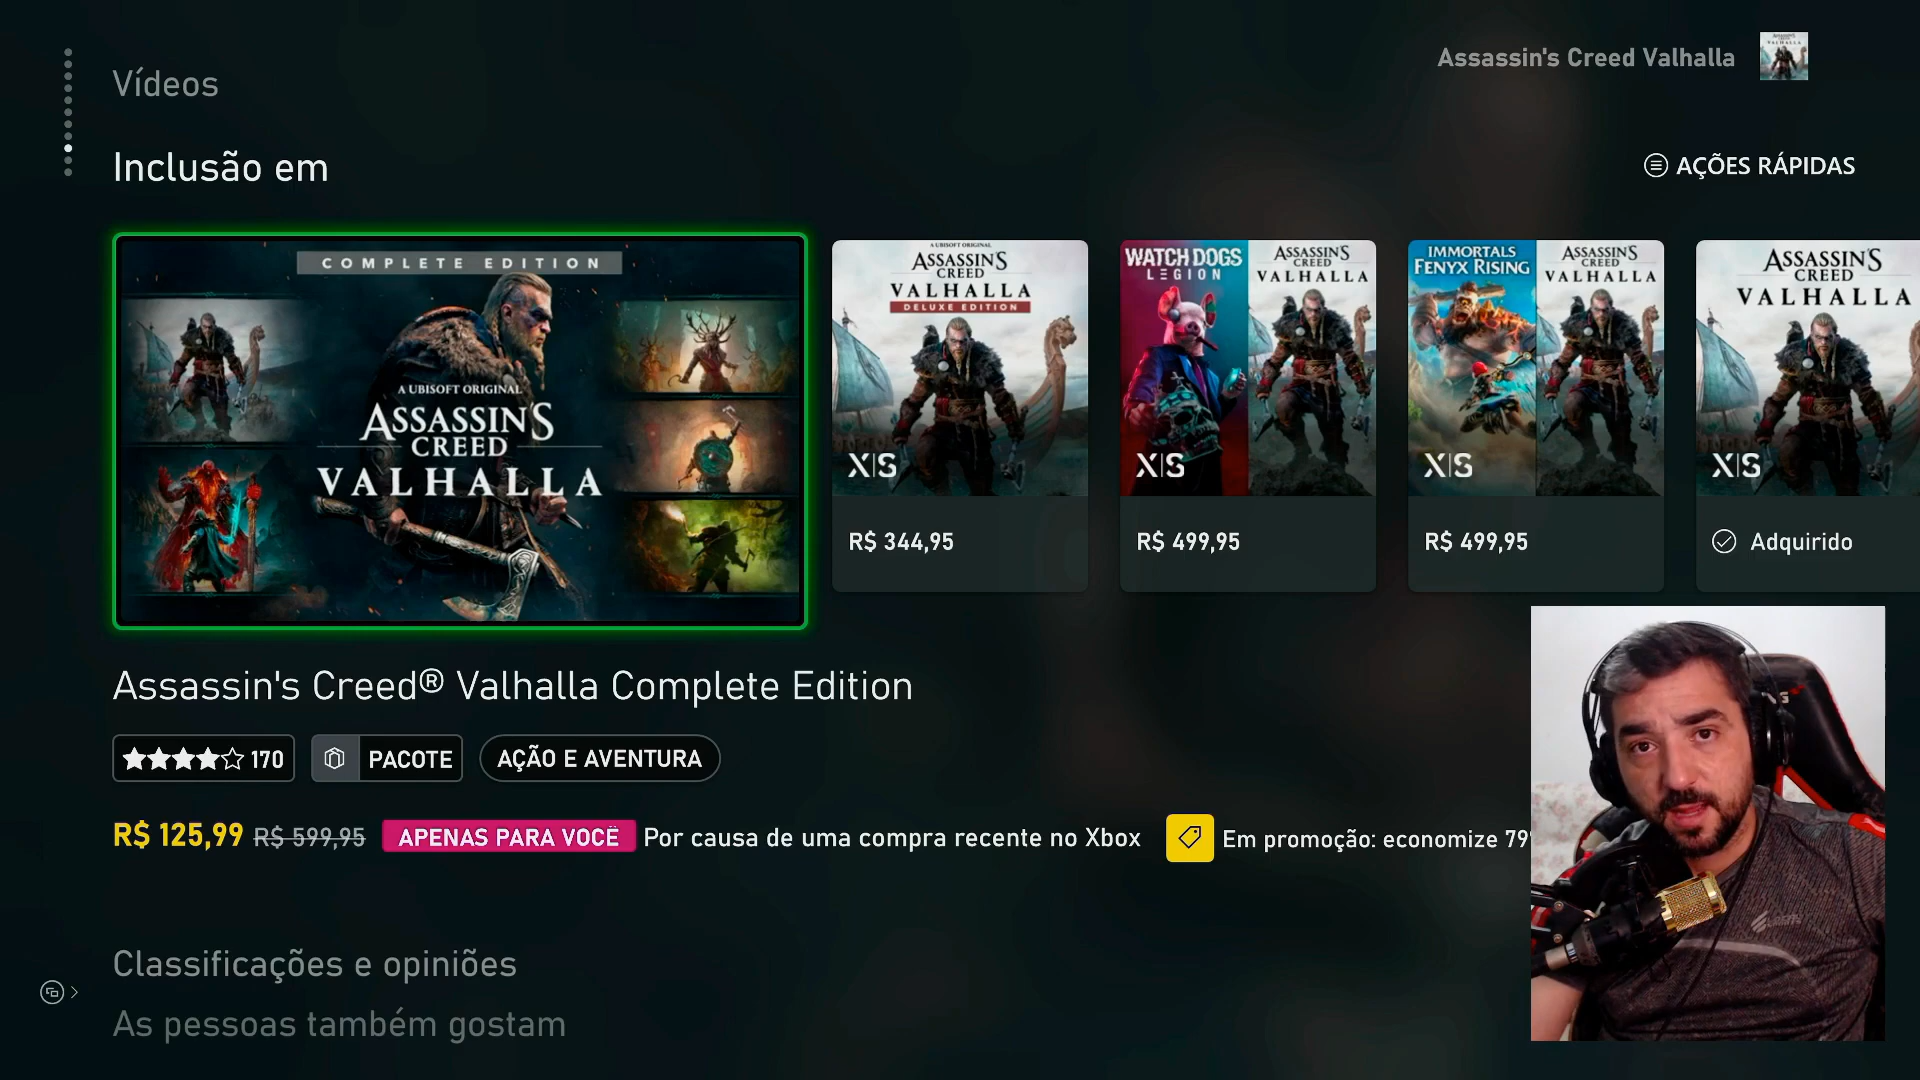 Assassin's Creed Valhalla
Vídeos
Inclusão em
AÇÕES RÁPIDAS
COMPLETE EDITION
A UBISOFT ORIGINAL
ASSASSIN'S
CREED
VALHALLA
A UBISOFT ORIGINAL
ASSASSIN'S
CREED
VALHALLA
DELUXE EDITION
X|S
R$ 344,95
WATCH DOGS
LEGION
ASSASSIN'S
CREED
VALHALLA
X|S
R$ 499,95
IMMORTALS
FENYX RISING
ASSASSIN'S
CREED
VALHALLA
X|S
R$ 499,95
ASSASSIN'S
CREED
VALHALLA
X|S
Adquirido
Assassin's Creed® Valhalla Complete Edition
170
PACOTE
AÇÃO E AVENTURA
R$ 125,99 R$ 599,95 APENAS PARA VOCÊ Por causa de uma compra recente no Xbox Em promoção: economize 79%
Classificações e opiniões
As pessoas também gostam